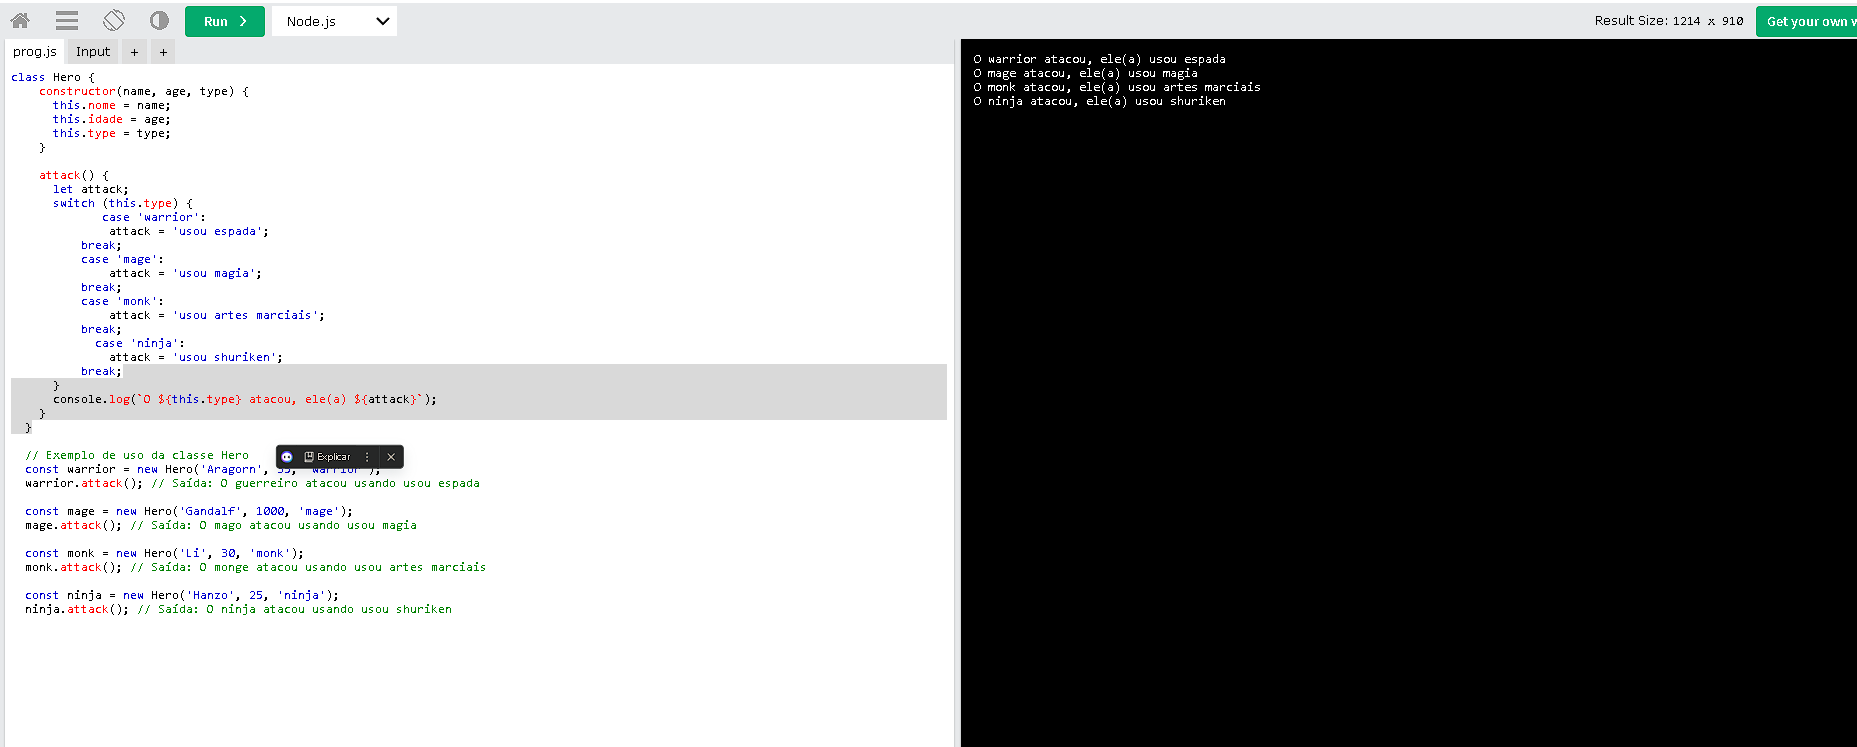 Run ❯ Node.js Result Size: 1214 x 910 Get your own w
prog.js Input + +
class Hero {
    constructor(name, age, type) {
      this.nome = name;
      this.idade = age;
      this.type = type;
    }

    attack() {
      let attack;
      switch (this.type) {
             case 'warrior':
              attack = 'usou espada';
          break;
          case 'mage':
              attack = 'usou magia';
          break;
          case 'monk':
              attack = 'usou artes marciais';
          break;
            case 'ninja':
              attack = 'usou shuriken';
          break;
      }
      console.log(`O ${this.type} atacou, ele(a) ${attack}`);
    }
  }

  // Exemplo de uso da classe Hero
Explicar
  const warrior = new Hero('Aragorn',
  warrior.attack(); // Saída: O guerreiro atacou usando usou espada

  const mage = new Hero('Gandalf', 1000, 'mage');
  mage.attack(); // Saída: O mago atacou usando usou magia

  const monk = new Hero('Li', 30, 'monk');
  monk.attack(); // Saída: O monge atacou usando usou artes marciais

  const ninja = new Hero('Hanzo', 25, 'ninja');
  ninja.attack(); // Saída: O ninja atacou usando usou shuriken
O warrior atacou, ele(a) usou espada
O mage atacou, ele(a) usou magia
O monk atacou, ele(a) usou artes marciais
O ninja atacou, ele(a) usou shuriken